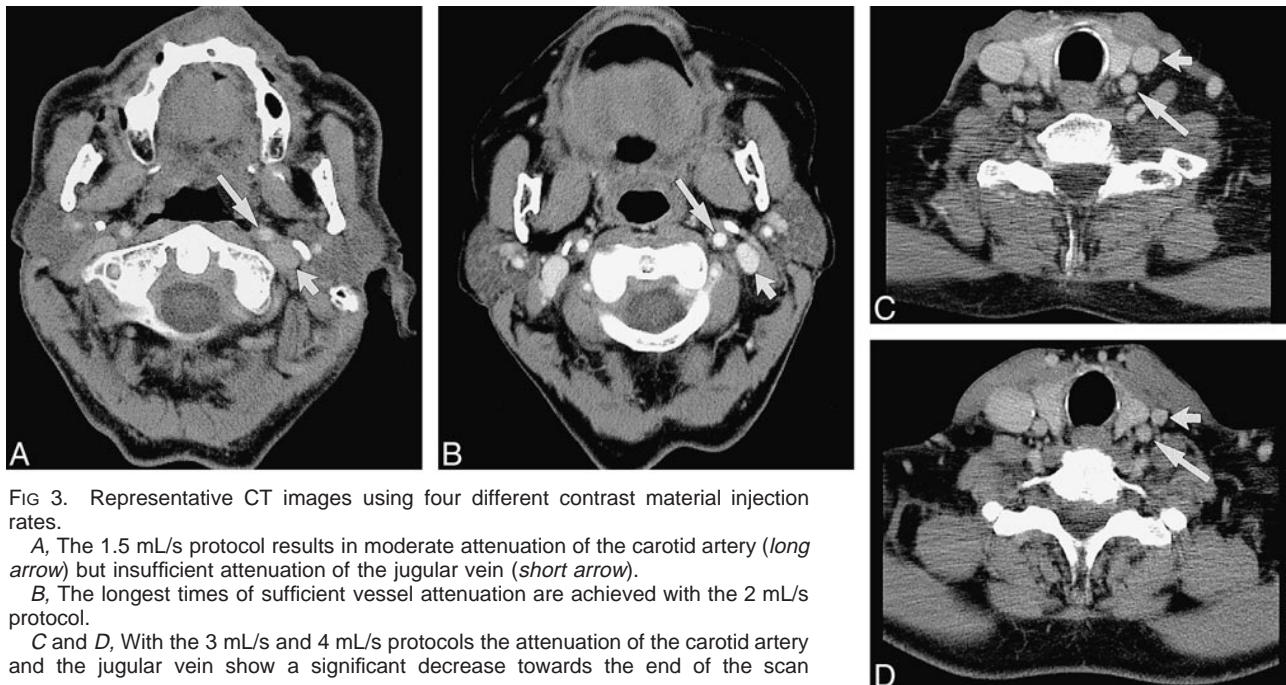 A
B
C
D
FIG 3. Representative CT images using four different contrast material injection
rates.
A, The 1.5 mL/s protocol results in moderate attenuation of the carotid artery (long
arrow) but insufficient attenuation of the jugular vein (short arrow).
B, The longest times of sufficient vessel attenuation are achieved with the 2 mL/s
protocol.
C and D, With the 3 mL/s and 4 mL/s protocols the attenuation of the carotid artery
and the jugular vein show a significant decrease towards the end of the scan